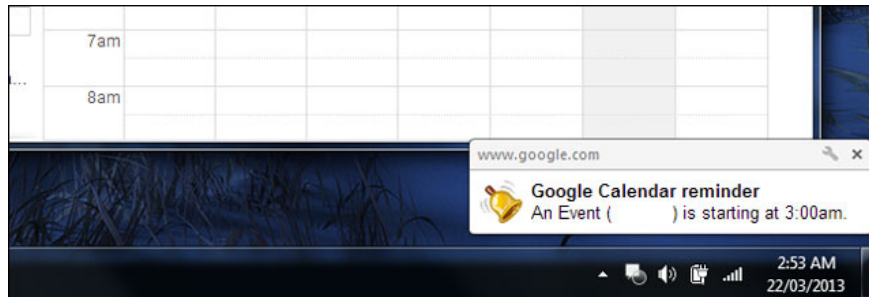 7am
...
8am
www.google.com
Google Calendar reminder
An Event ( ) is starting at 3:00am.
2:53 AM
22/03/2013